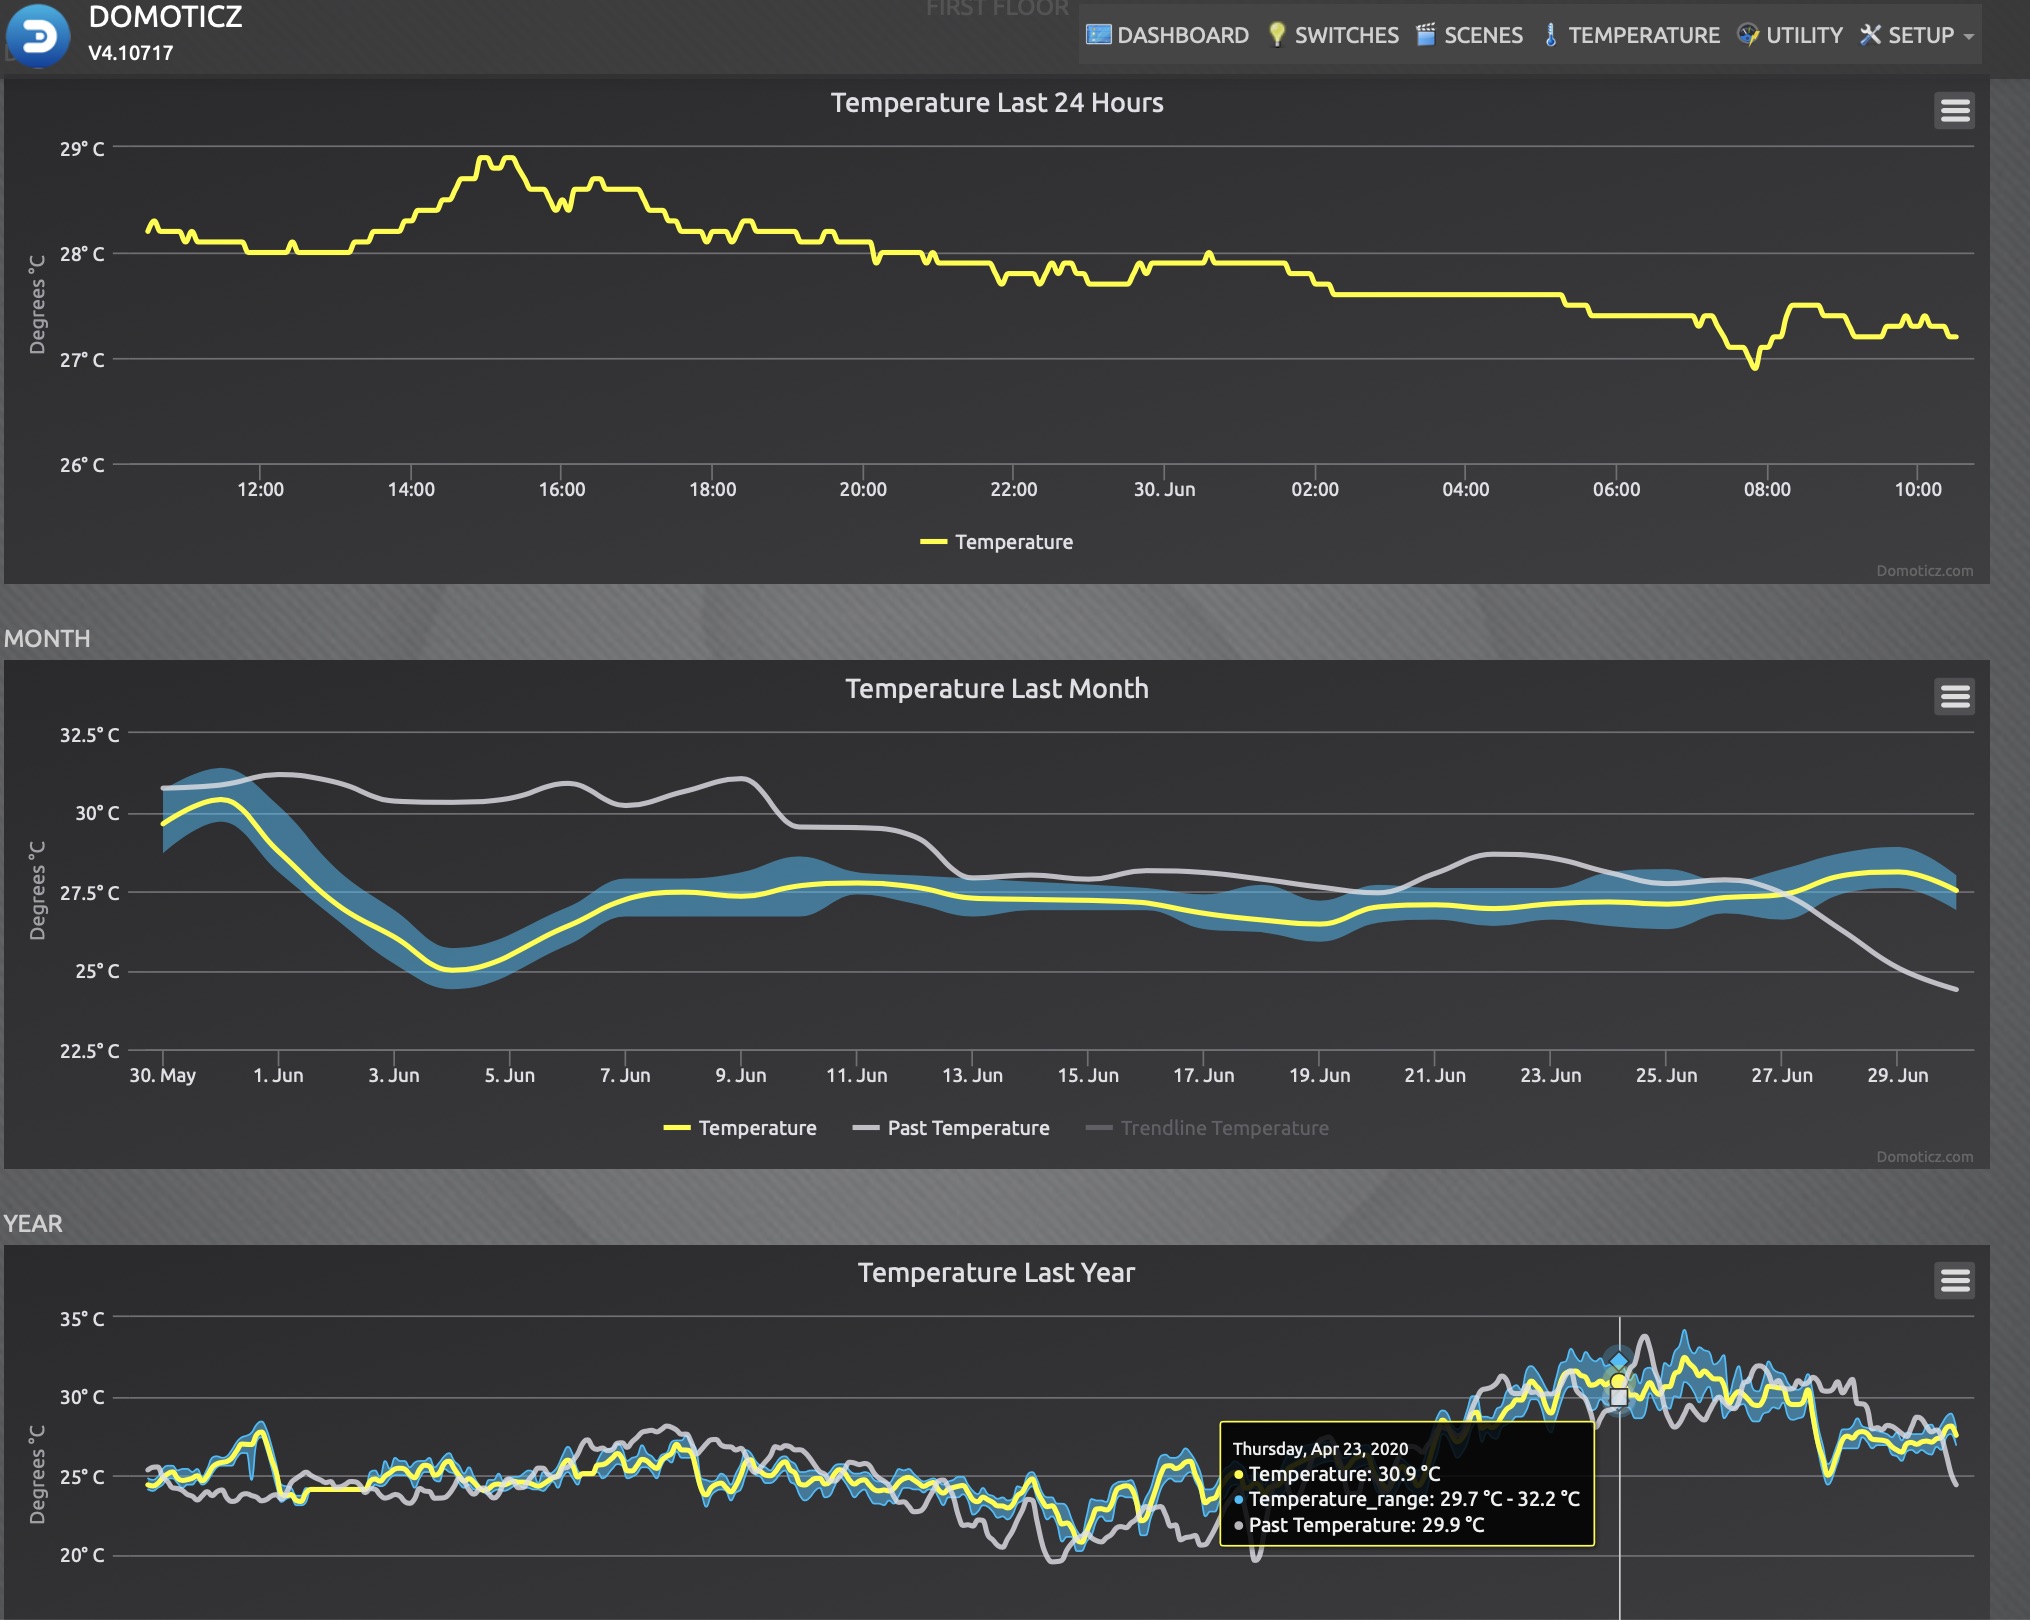 DOMOTICZ
V4.10717
FIRST FLOOR
DASHBOARD SWITCHES SCENES TEMPERATURE UTILITY SETUP
Temperature Last 24 Hours
Degrees °C
29° C
28° C
27° C
26° C
12:00 14:00 16:00 18:00 20:00 22:00 30. Jun 02:00 04:00 06:00 08:00 10:00
Temperature
Domoticz.com
MONTH
Temperature Last Month
Degrees °C
32.5° C
30° C
27.5° C
25° C
22.5° C
30. May 1. Jun 3. Jun 5. Jun 7. Jun 9. Jun 11. Jun 13. Jun 15. Jun 17. Jun 19. Jun 21. Jun 23. Jun 25. Jun 27. Jun 29. Jun
Temperature Past Temperature Trendline Temperature
Domoticz.com
YEAR
Temperature Last Year
Degrees °C
35° C
30° C
25° C
20° C
Thursday, Apr 23, 2020
Temperature: 30.9 °C
Temperature_range: 29.7 °C - 32.2 °C
Past Temperature: 29.9 °C